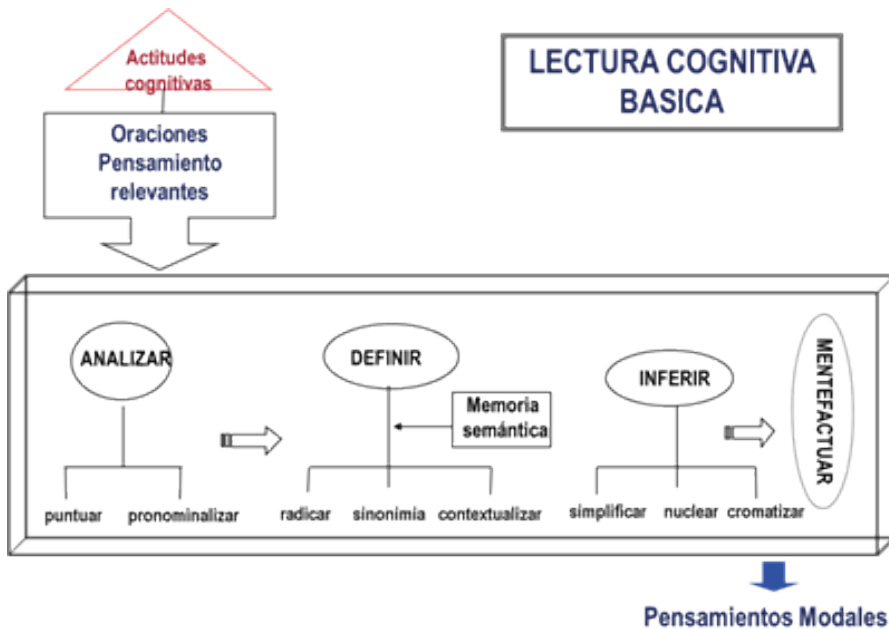 Actitudes
cognitivas
LECTURA COGNITIVA
BASICA
Oraciones
Pensamiento
relevantes
ANALIZAR
puntuar
pronominalizar
DEFINIR
Memoria
semántica
radicar
sinonimia
contextualizar
INFERIR
simplificar
nuclear
cromatizar
MENTEFACTUAR
Pensamientos Modales